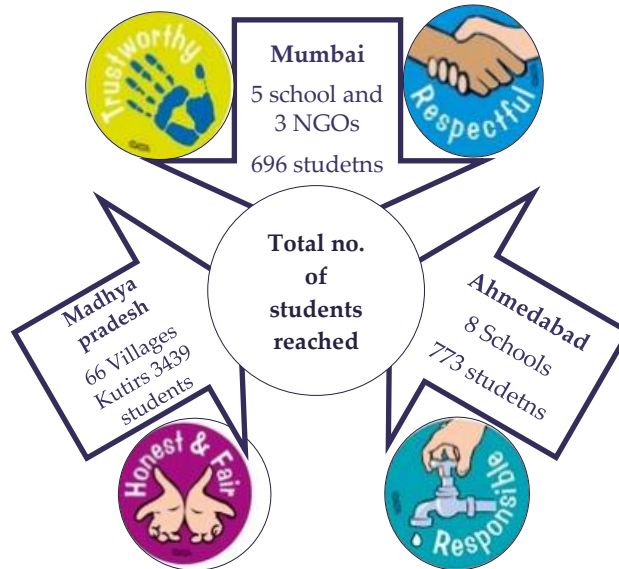 Trustworthy
Mumbai
5 school and
3 NGOs
696 studetns
Respectful
Total no.
of
students
reached
Madhya
pradesh
66 Villages
Kutirs 3439
students
Ahmedabad
8 Schools
773 studetns
Honest & Fair
Responsible